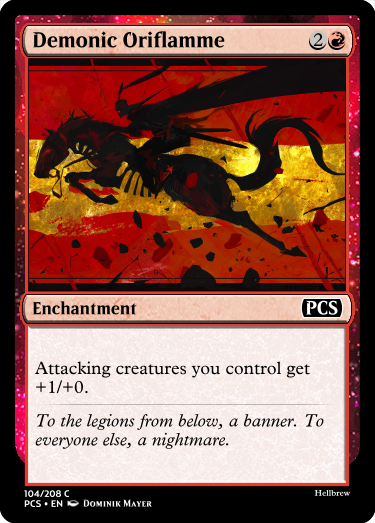 Demonic Oriflamme 2
Enchantment PCS
Attacking creatures you control get
+1/+0.
To the legions from below, a banner. To
everyone else, a nightmare.
104/208 C Hellbrew
PCS • EN Dominik Mayer